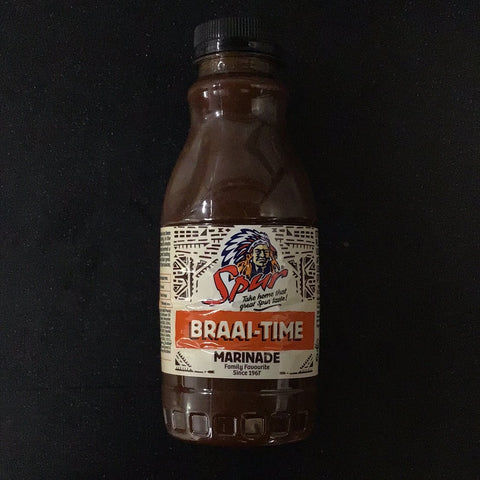 Spur
Take home that
great Spur taste!
BRAAI-TIME
MARINADE
Family Favourite
Since 1967